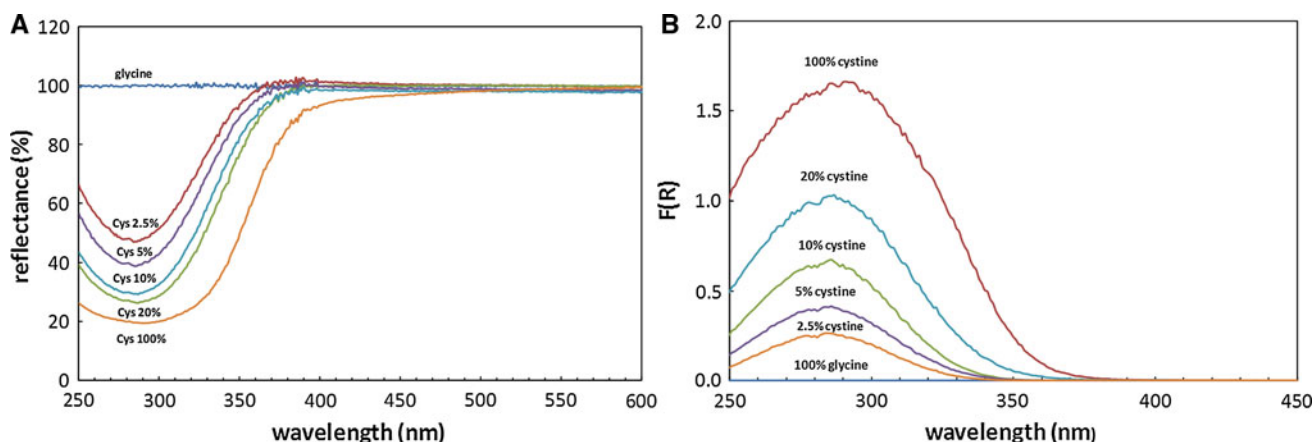 A
120
100
80
60
40
20
0
reflectance(%)
glycine
Cys 2.5%
Cys 5%
Cys 10%
Cys 20%
Cys 100%
250 300 350 400 450 500 550 600
wavelength (nm)
B
2.0
1.5
1.0
0.5
0.0
F(R)
100% cystine
20% cystine
10% cystine
5% cystine
2.5% cystine
100% glycine
250 300 350 400 450
wavelength (nm)